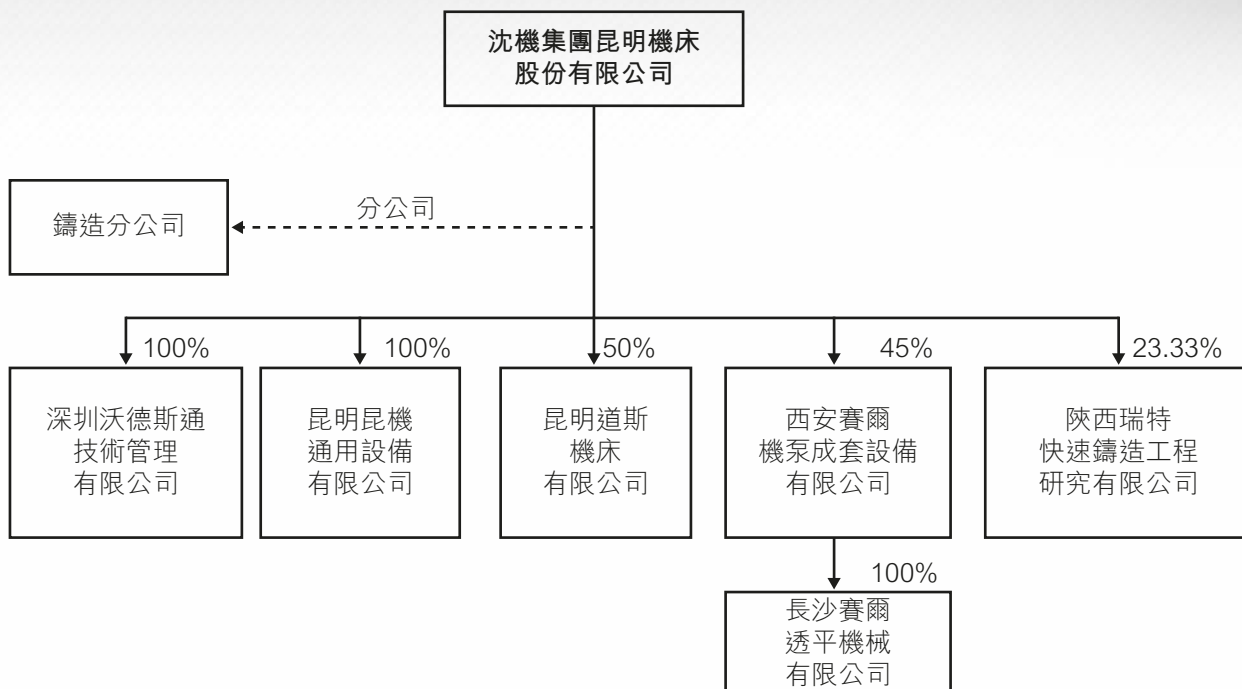 沈機集團昆明機床
股份有限公司
分公司
鑄造分公司
100%
100%
50%
45%
23.33%
深圳沃德斯通
技術管理
有限公司
昆明昆機
通用設備
有限公司
昆明道斯
機床
有限公司
西安賽爾
機泵成套設備
有限公司
陝西瑞特
快速鑄造工程
研究有限公司
100%
長沙賽爾
透平機械
有限公司